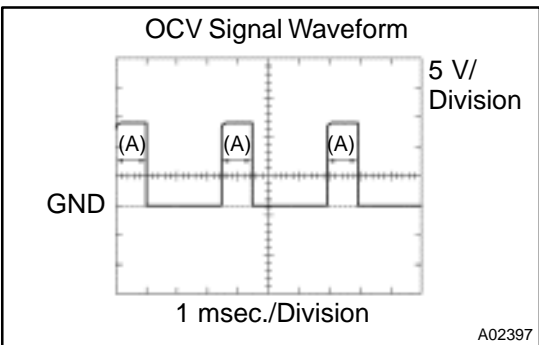 OCV Signal Waveform
5 V/
Division
(A) (A) (A)
GND
1 msec./Division
A02397